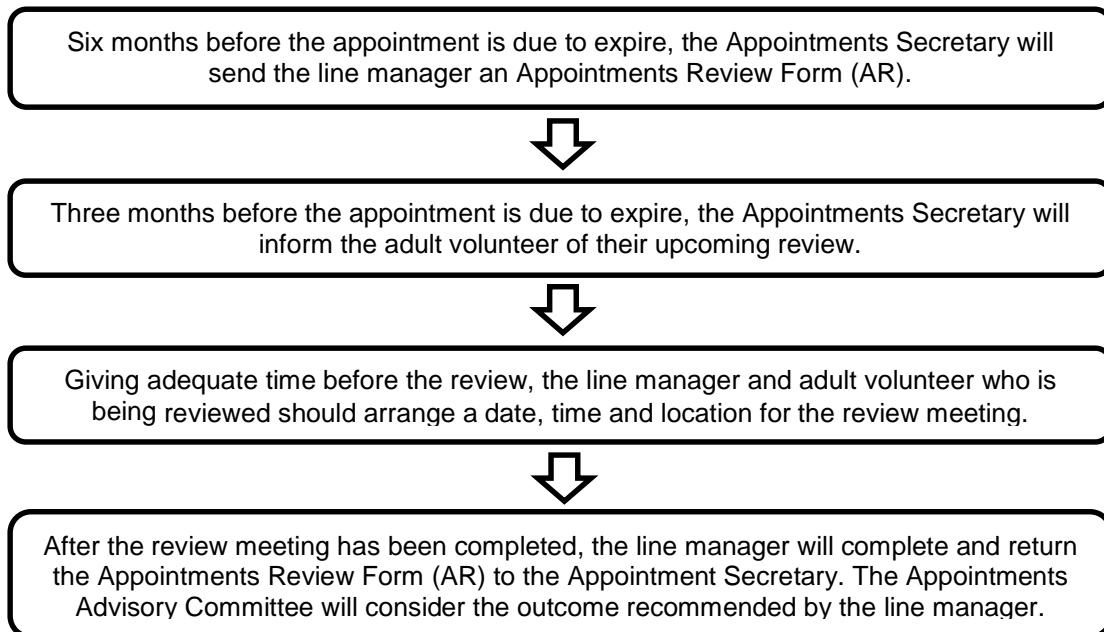 Six months before the appointment is due to expire, the Appointments Secretary will
send the line manager an Appointments Review Form (AR).
Three months before the appointment is due to expire, the Appointments Secretary will
inform the adult volunteer of their upcoming review.
Giving adequate time before the review, the line manager and adult volunteer who is
being reviewed should arrange a date, time and location for the review meeting.
After the review meeting has been completed, the line manager will complete and return
the Appointments Review Form (AR) to the Appointment Secretary. The Appointments
Advisory Committee will consider the outcome recommended by the line manager.